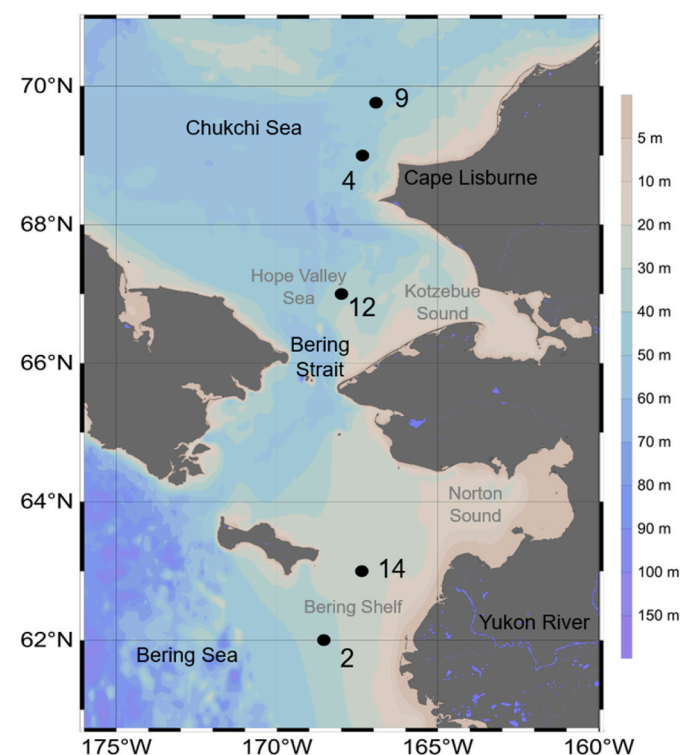 70°N
9
Chukchi Sea
5 m
10 m
4
Cape Lisburne
20 m
68°N
30 m
Hope Valley
Sea
12
Kotzebue
Sound
40 m
Bering
Strait
50 m
66°N
60 m
70 m
80 m
64°N
Norton
Sound
90 m
14
100 m
Bering Shelf
150 m
Yukon River
62°N
Bering Sea
2
175°W
170°W
165°W
160°W